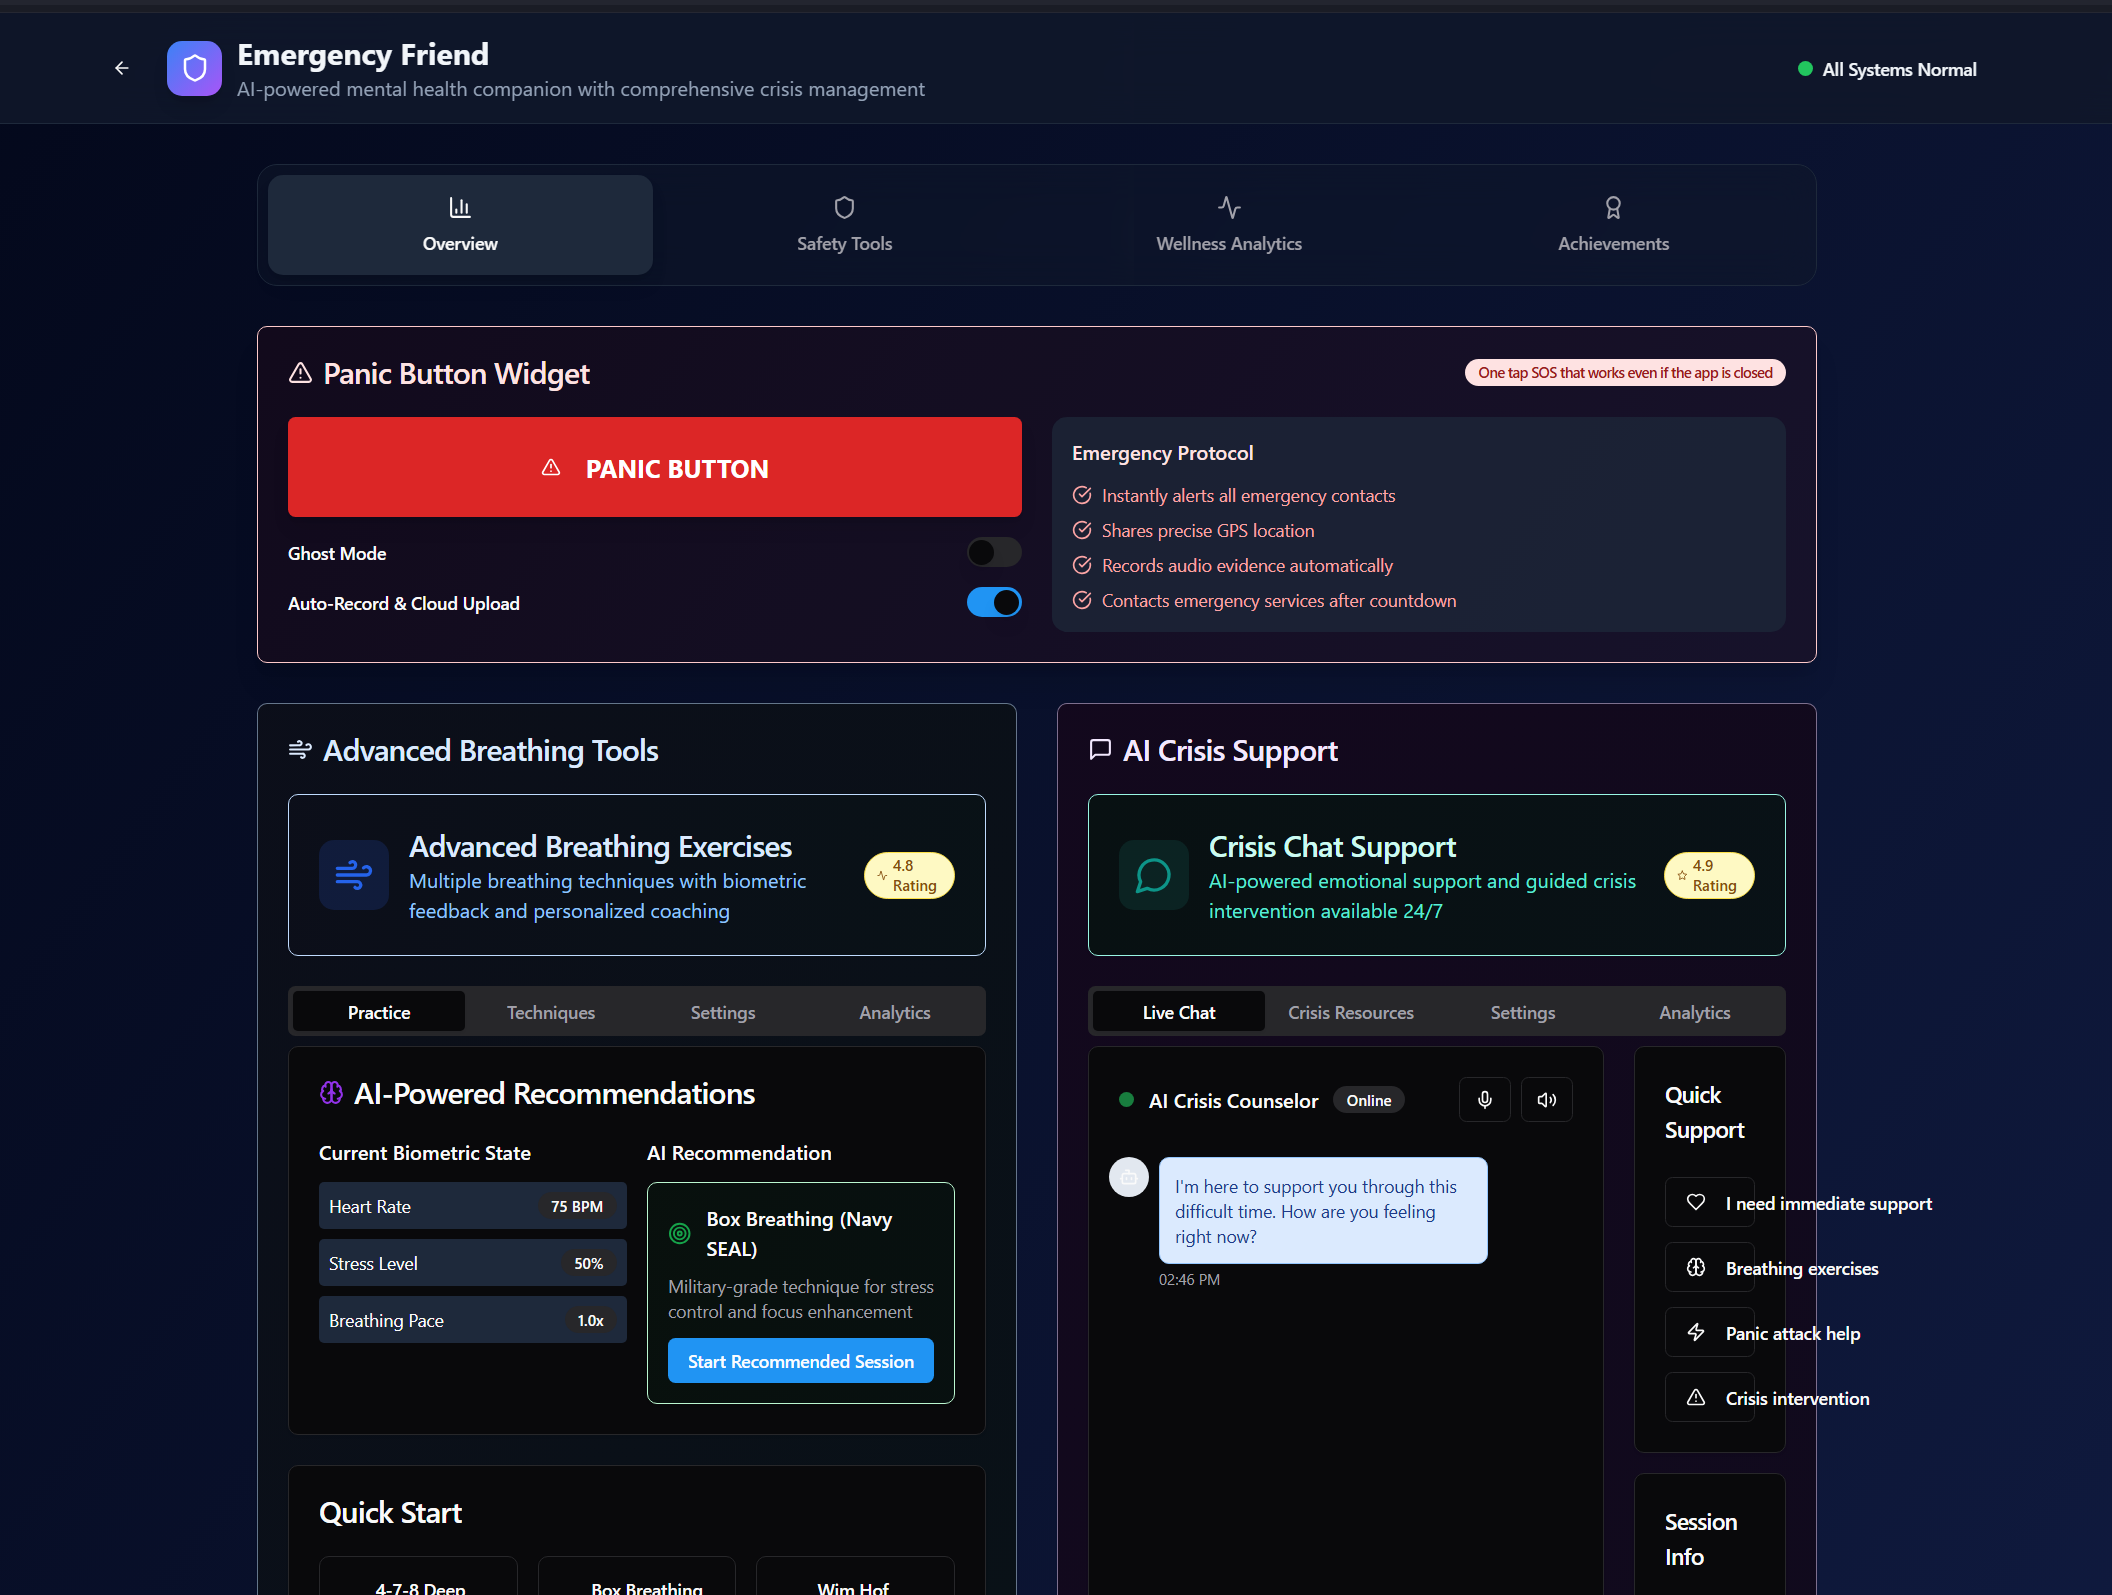 Emergency Friend
AI-powered mental health companion with comprehensive crisis management
All Systems Normal
Overview
Safety Tools
Wellness Analytics
Achievements
Panic Button Widget
One tap SOS that works even if the app is closed
PANIC BUTTON
Ghost Mode
Auto-Record & Cloud Upload
Emergency Protocol
Instantly alerts all emergency contacts
Shares precise GPS location
Records audio evidence automatically
Contacts emergency services after countdown
Advanced Breathing Tools
Advanced Breathing Exercises
Multiple breathing techniques with biometric
feedback and personalized coaching
4.8
Rating
Practice
Techniques
Settings
Analytics
AI-Powered Recommendations
Current Biometric State
Heart Rate
75 BPM
Stress Level
50%
Breathing Pace
1.0x
AI Recommendation
Box Breathing (Navy
SEAL)
Military-grade technique for stress
control and focus enhancement
Start Recommended Session
Quick Start
4-7-8 Deep
Box Breathing
Wim Hof
AI Crisis Support
Crisis Chat Support
AI-powered emotional support and guided crisis
intervention available 24/7
4.9
Rating
Live Chat
Crisis Resources
Settings
Analytics
AI Crisis Counselor
Online
I'm here to support you through this
difficult time. How are you feeling
right now?
02:46 PM
Quick
Support
I need immediate support
Breathing exercises
Panic attack help
Crisis intervention
Session
Info